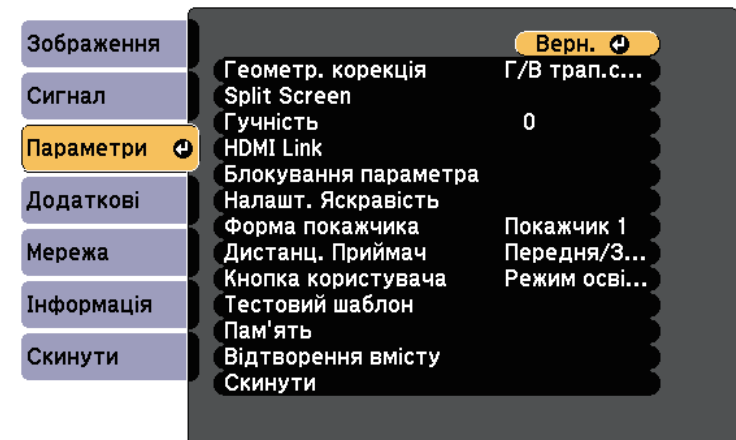 Зображення
Сигнал
Параметри
Додаткові
Мережа
Інформація
Скинути
Верн.
Геометр. корекція Г/В трап.с...
Split Screen
Гучність 0
HDMI Link
Блокування параметра
Налашт. Яскравість
Форма покажчика Покажчик 1
Дистанц. Приймач Передня/З...
Кнопка користувача Режим осві...
Тестовий шаблон
Пам'ять
Відтворення вмісту
Скинути